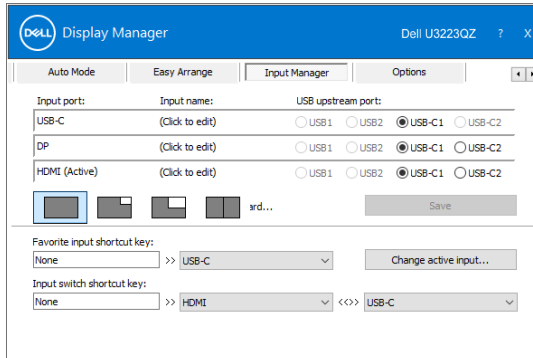 DELL Display Manager Dell U3223QZ ? X
Auto Mode Easy Arrange Input Manager Options
Input port: Input name: USB upstream port:
USB-C (Click to edit) USB1 USB2 USB-C1 USB-C2
DP (Click to edit) USB1 USB2 USB-C1 USB-C2
HDMI (Active) (Click to edit) USB1 USB2 USB-C1 USB-C2
ard... Save
Favorite input shortcut key:
None >> USB-C Change active input...
Input switch shortcut key:
None >> HDMI <<>> USB-C